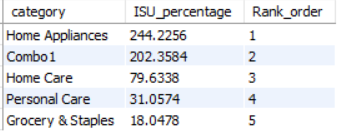 category ISU_percentage Rank_order
Home Appliances 244.2256 1
Combo1 202.3584 2
Home Care 79.6338 3
Personal Care 31.0574 4
Grocery & Staples 18.0478 5